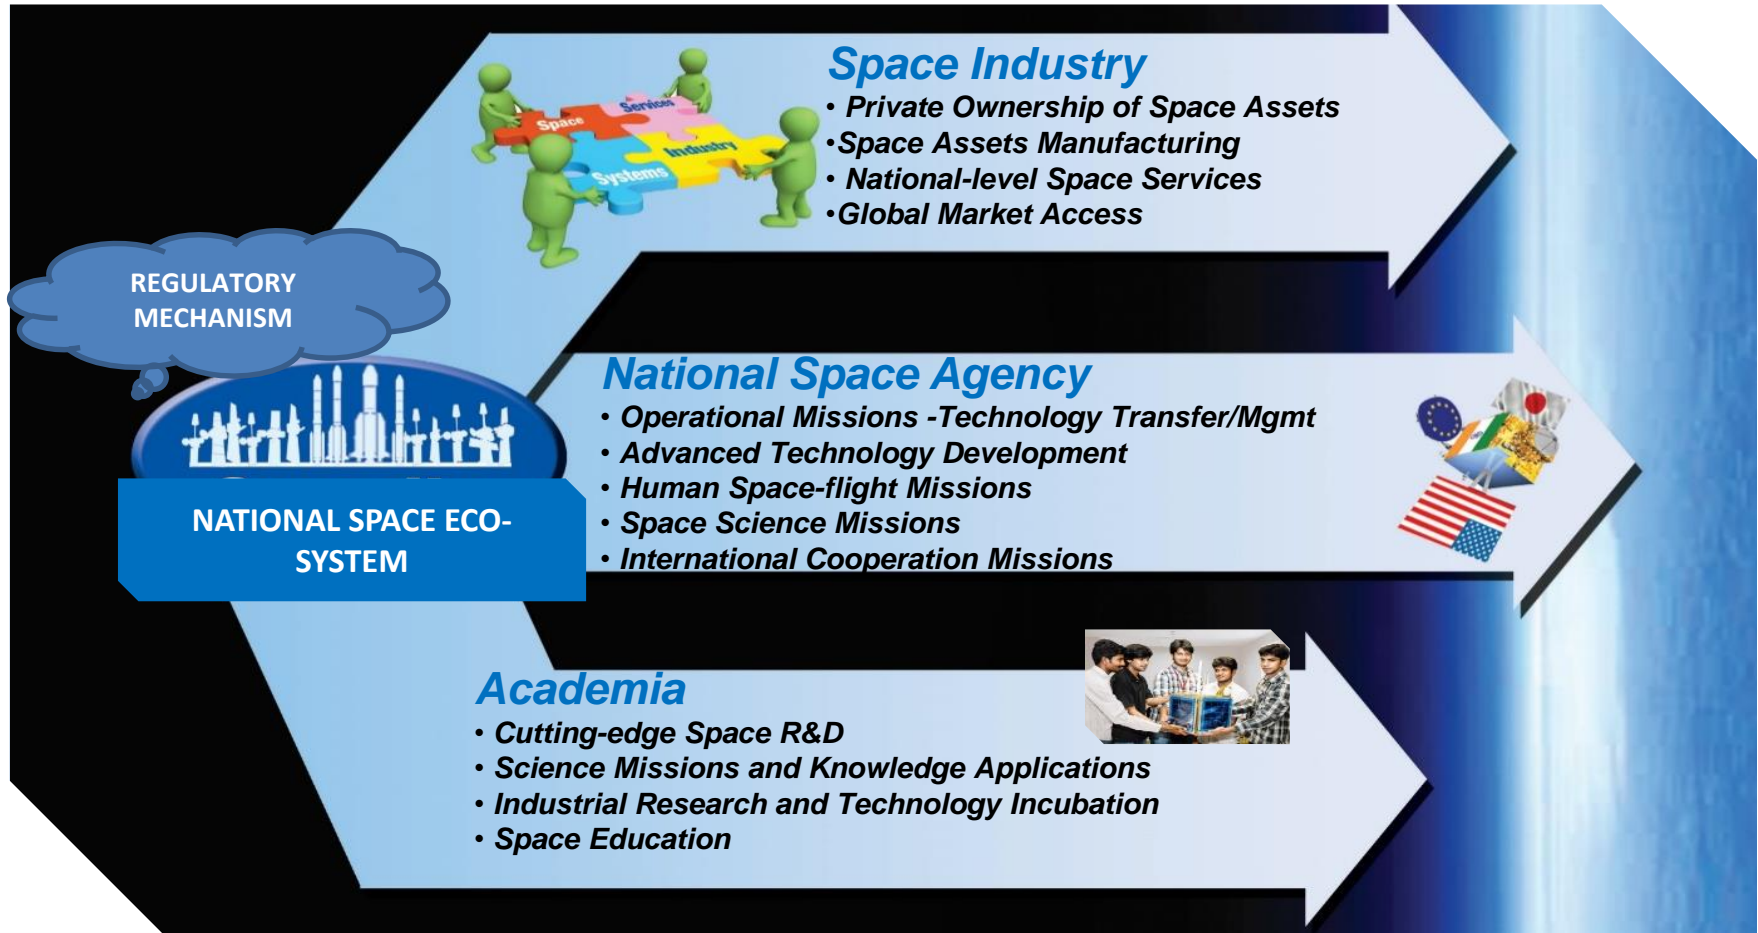 Space Industry
• Private Ownership of Space Assets
•Space Assets Manufacturing
• National-level Space Services
•Global Market Access
Services
Space
Industry
Systems
REGULATORY
MECHANISM
National Space Agency
• Operational Missions -Technology Transfer/Mgmt
• Advanced Technology Development
• Human Space-flight Missions
• Space Science Missions
• International Cooperation Missions
NATIONAL SPACE ECO-
SYSTEM
Academia
• Cutting-edge Space R&D
• Science Missions and Knowledge Applications
• Industrial Research and Technology Incubation
• Space Education